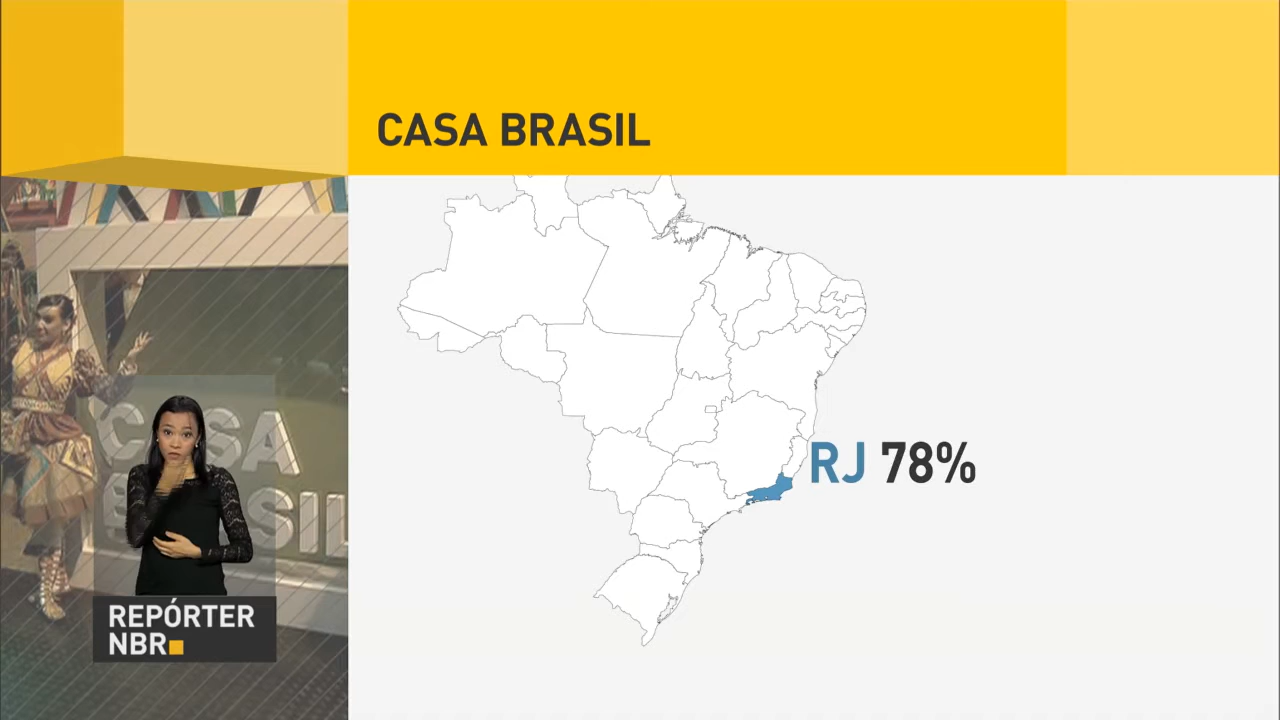 CASA BRASIL
RJ 78%
CASA
BRASIL
REPÓRTER
NBR